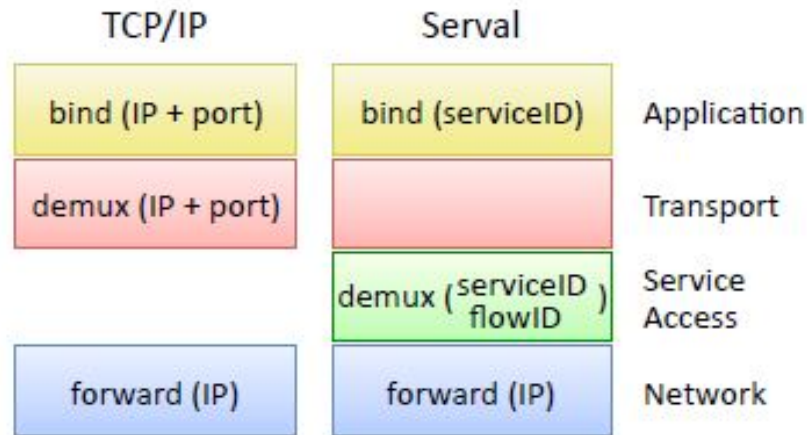 TCP/IP Serval
bind (IP + port) bind (serviceID) Application
demux (IP + port) Transport
demux (serviceID flowID) Service Access
forward (IP) forward (IP) Network